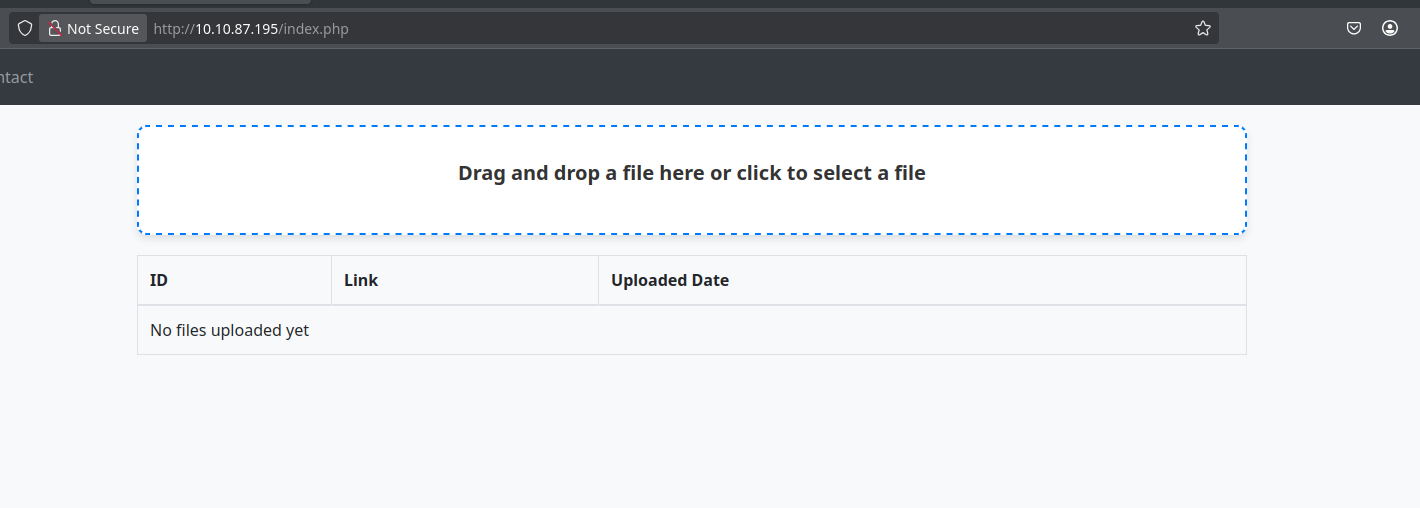 Not Secure http://10.10.87.195/index.php
ntact
Drag and drop a file here or click to select a file
ID Link Uploaded Date
No files uploaded yet